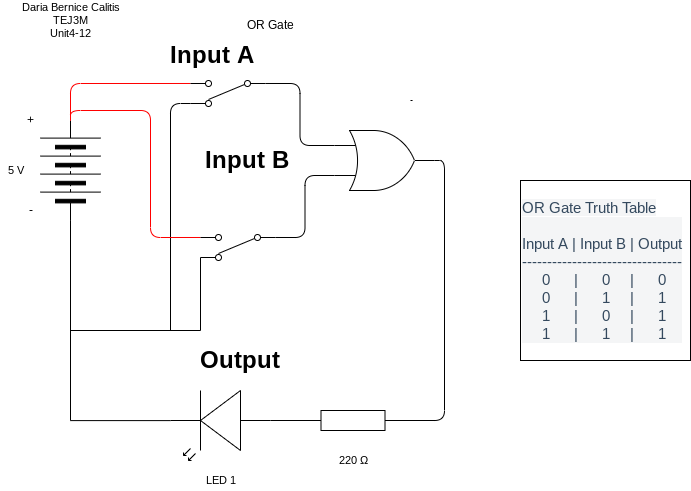 Daria Bernice Calitis
TEJ3M
Unit4-12
OR Gate
Input A
-
+
5 V
-
Input B
OR Gate Truth Table
Input A | Input B | Output
--------------------------------
0 | 0 | 0
0 | 1 | 1
1 | 0 | 1
1 | 1 | 1
Output
220 Ω
LED 1